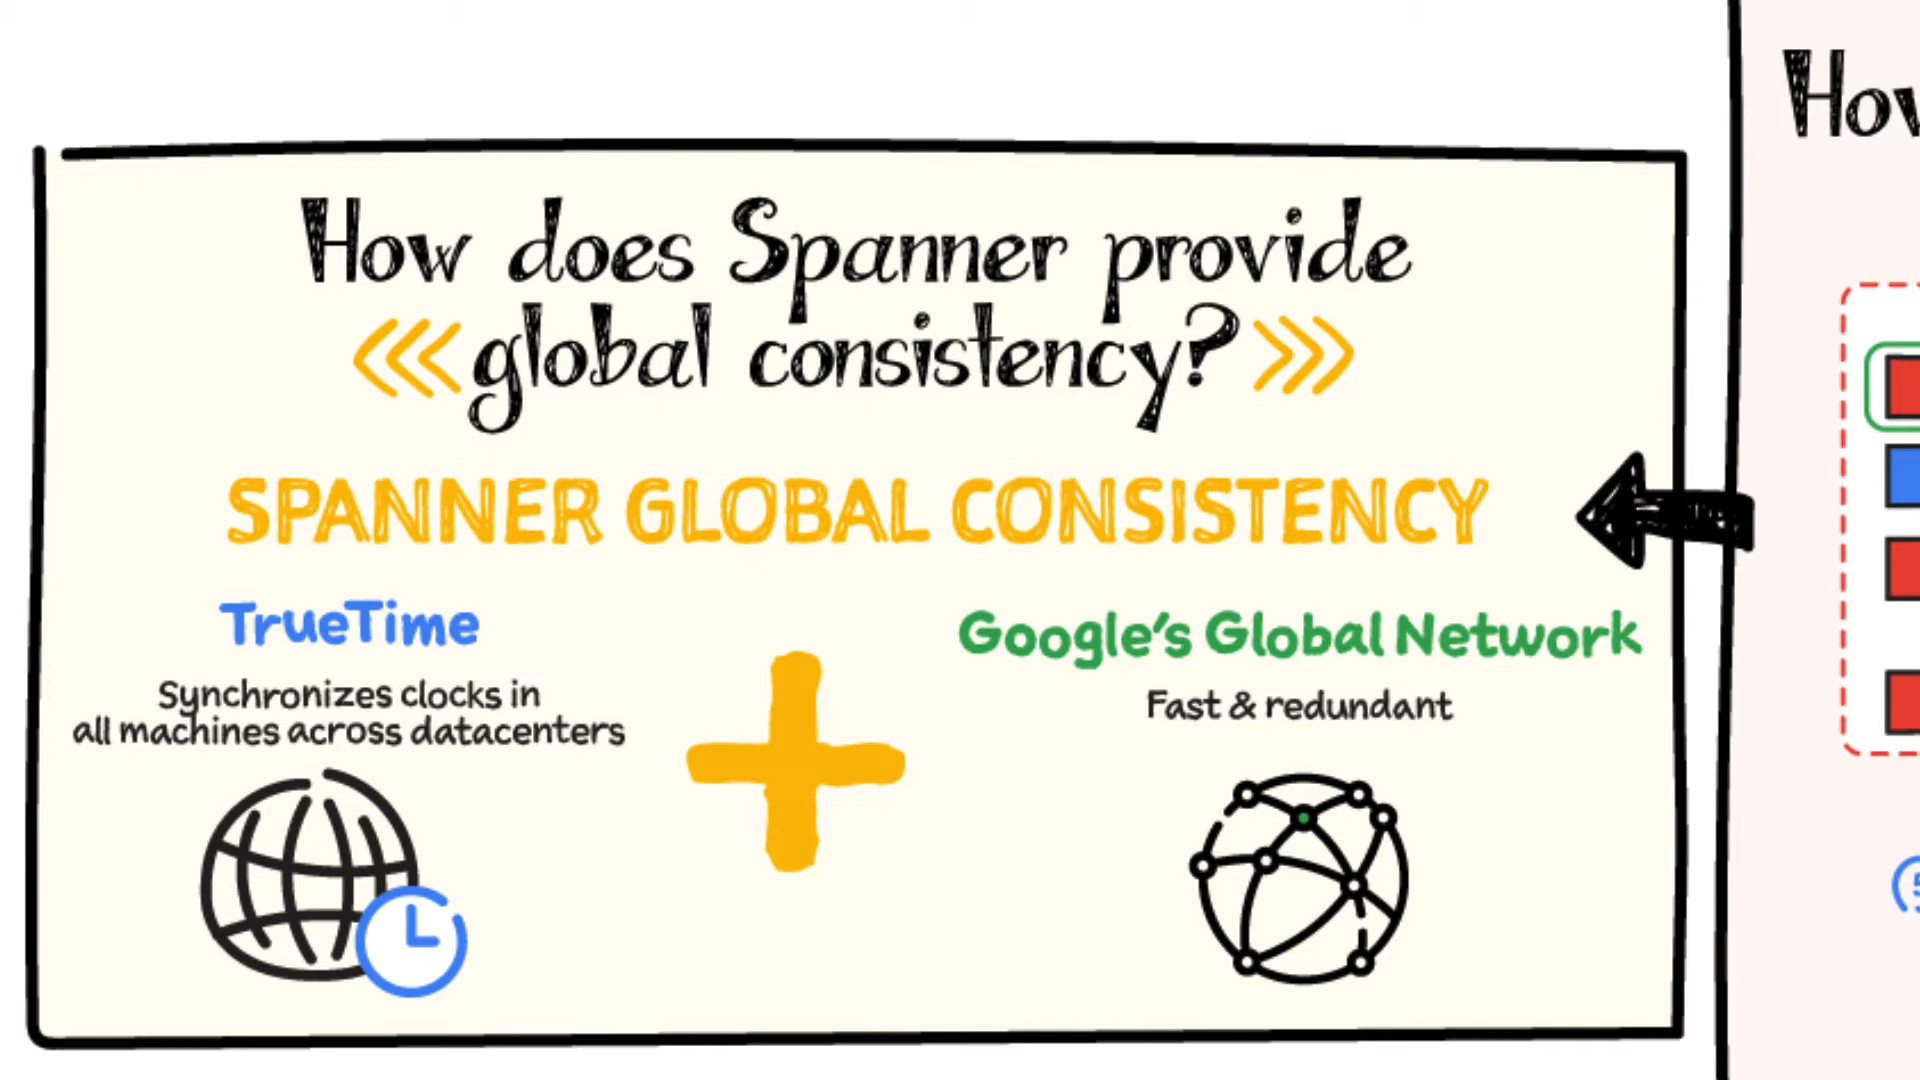 How does Spanner provide
global consistency?
SPANNER GLOBAL CONSISTENCY
TrueTime
Synchronizes clocks in
all machines across datacenters
Google's Global Network
Fast & redundant